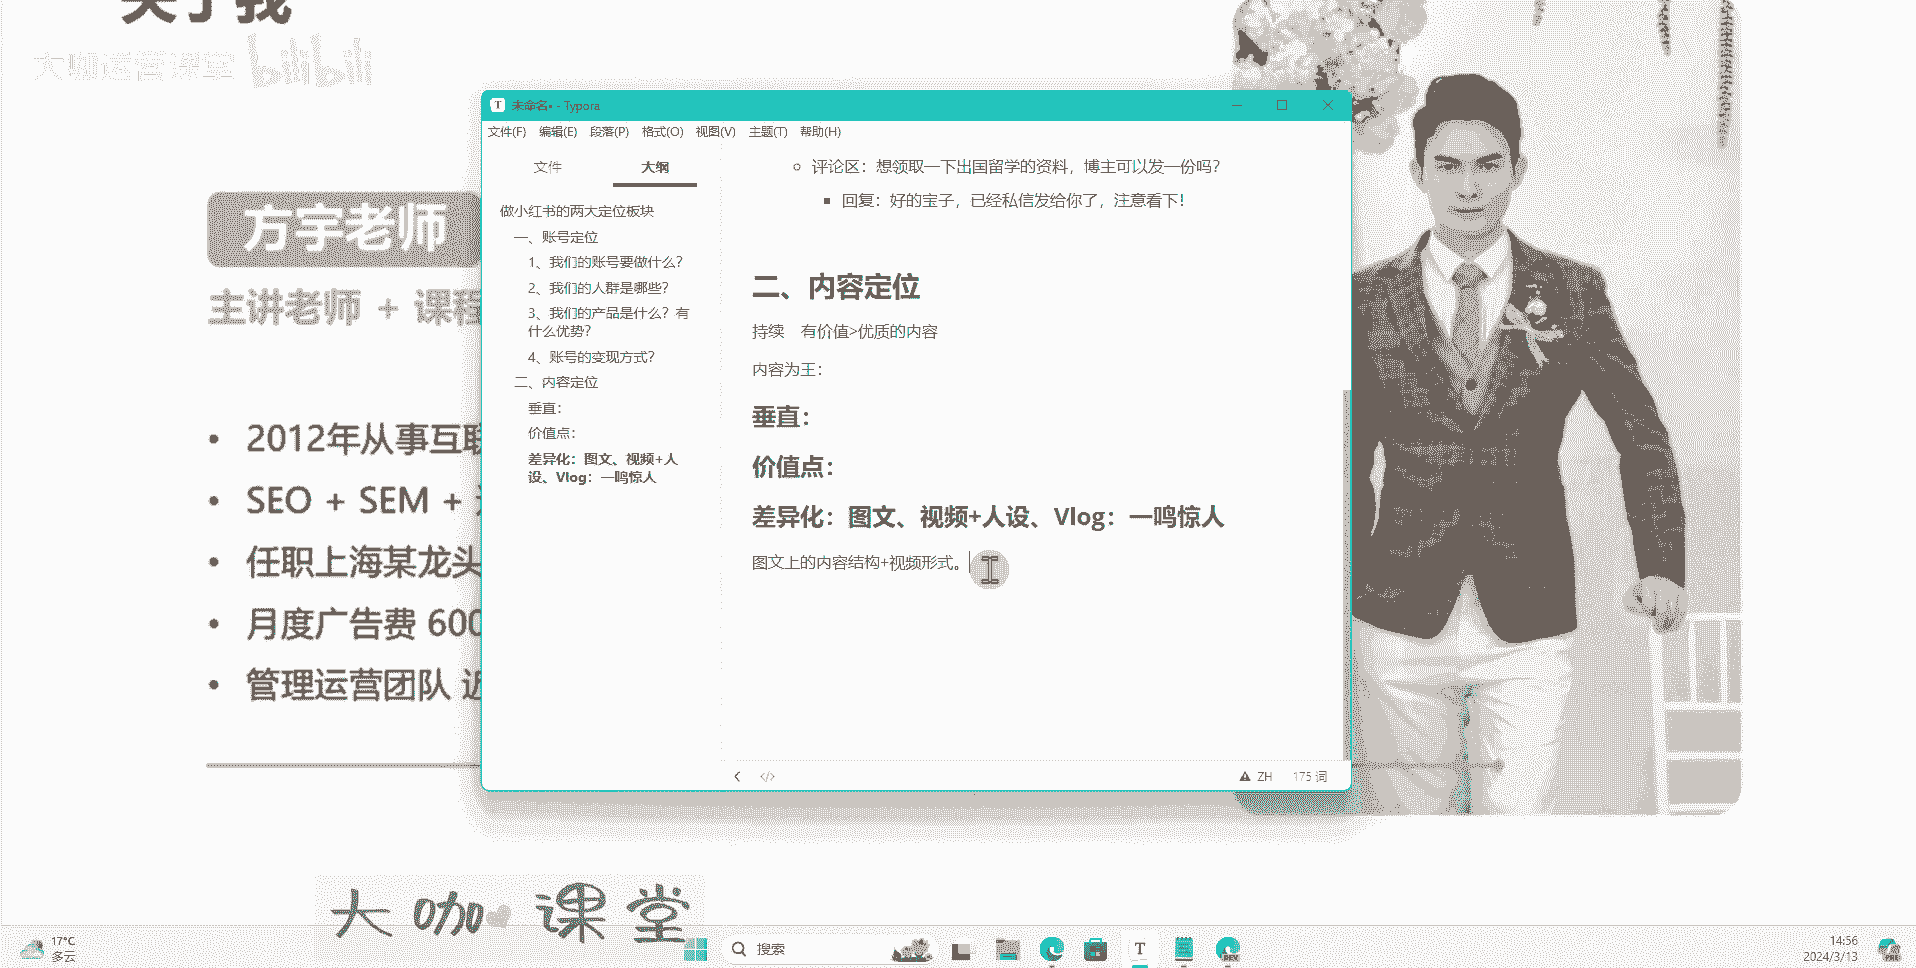 关于我
大咖运营课堂 bilibili
方宇老师
主讲老师 + 课程
2012年从事互联
SEO + SEM +
任职上海某龙头
月度广告费 600
管理运营团队 近
未命名• - Typora
文件(F) 编辑(E) 段落(P) 格式(O) 视图(V) 主题(T) 帮助(H)
文件 大纲
做小红书的两大定位板块
一、账号定位
1、我们的账号要做什么？
2、我们的人群是哪些？
3、我们的产品是什么？有
什么优势？
4、账号的变现方式？
二、内容定位
垂直：
价值点：
差异化：图文、视频+人
设、Vlog：一鸣惊人
评论区：想领取一下出国留学的资料，博主可以发一份吗？
回复：好的宝子，已经私信发给你了，注意看下！
二、内容定位
持续 有价值>优质的内容
内容为王：
垂直：
价值点：
差异化：图文、视频+人设、Vlog：一鸣惊人
图文上的内容结构+视频形式。
ZH 175 词
大咖课堂
17°C
多云
搜索
14:56
2024/3/13